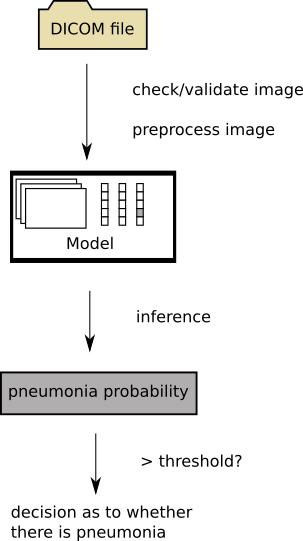 DICOM file
check/validate image
preprocess image
Model
inference
pneumonia probability
> threshold?
decision as to whether
there is pneumonia